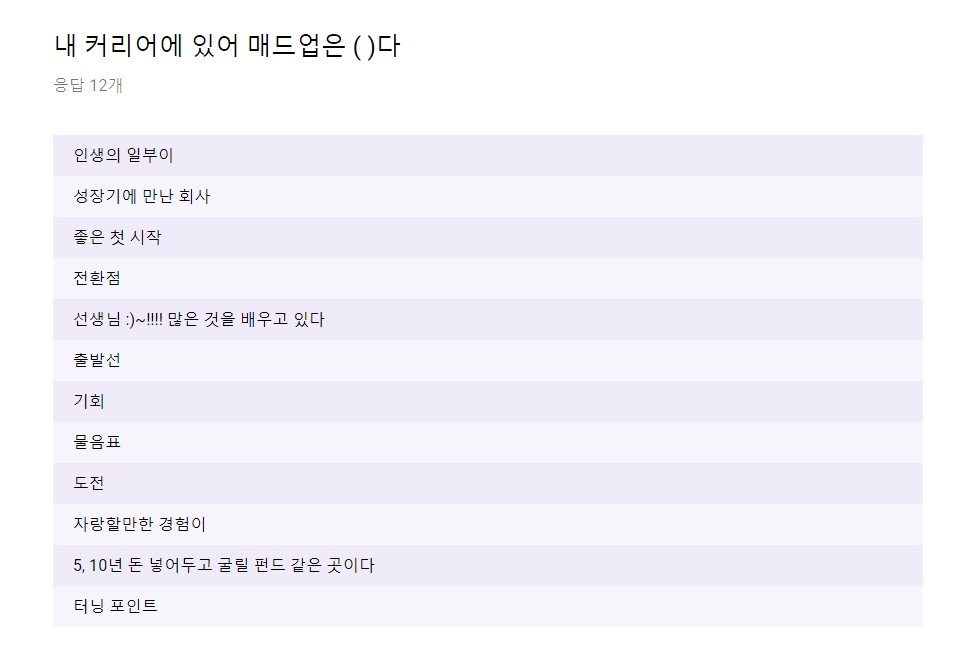 내 커리어에 있어 매드업은 ( )다
응답 12개
인생의 일부이
성장기에 만난 회사
좋은 첫 시작
전환점
선생님 :)~!!!! 많은 것을 배우고 있다
출발선
기회
물음표
도전
자랑할만한 경험이
5, 10년 돈 넣어두고 굴릴 펀드 같은 곳이다
터닝 포인트